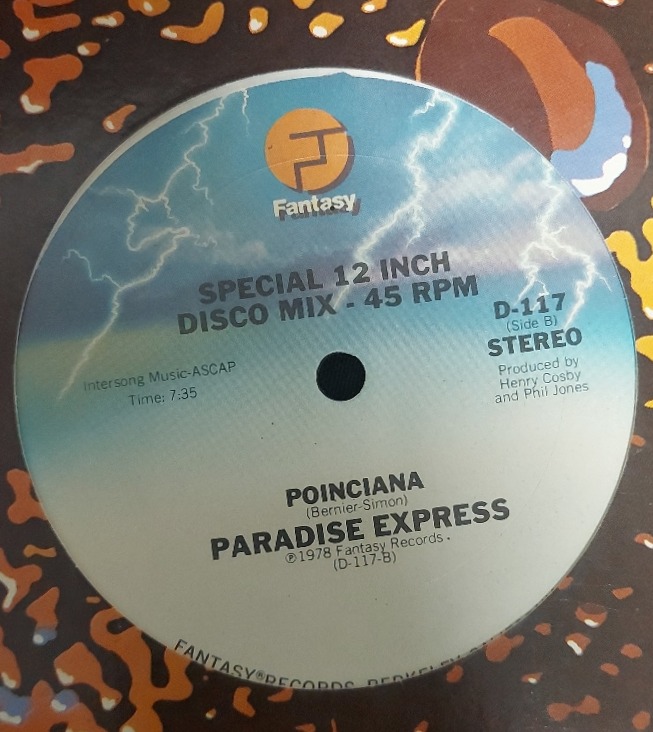 Fantasy
SPECIAL 12 INCH
DISCO MIX - 45 RPM
D-117
(Side B)
STEREO
Produced by
Henry Cosby
and Phil Jones
Intersong Music-ASCAP
Time: 7:35
POINCIANA
(Bernier-Simon)
PARADISE EXPRESS
℗1978 Fantasy Records.
(D-117-B)
FANTASY® RECORDS, BERKELEY